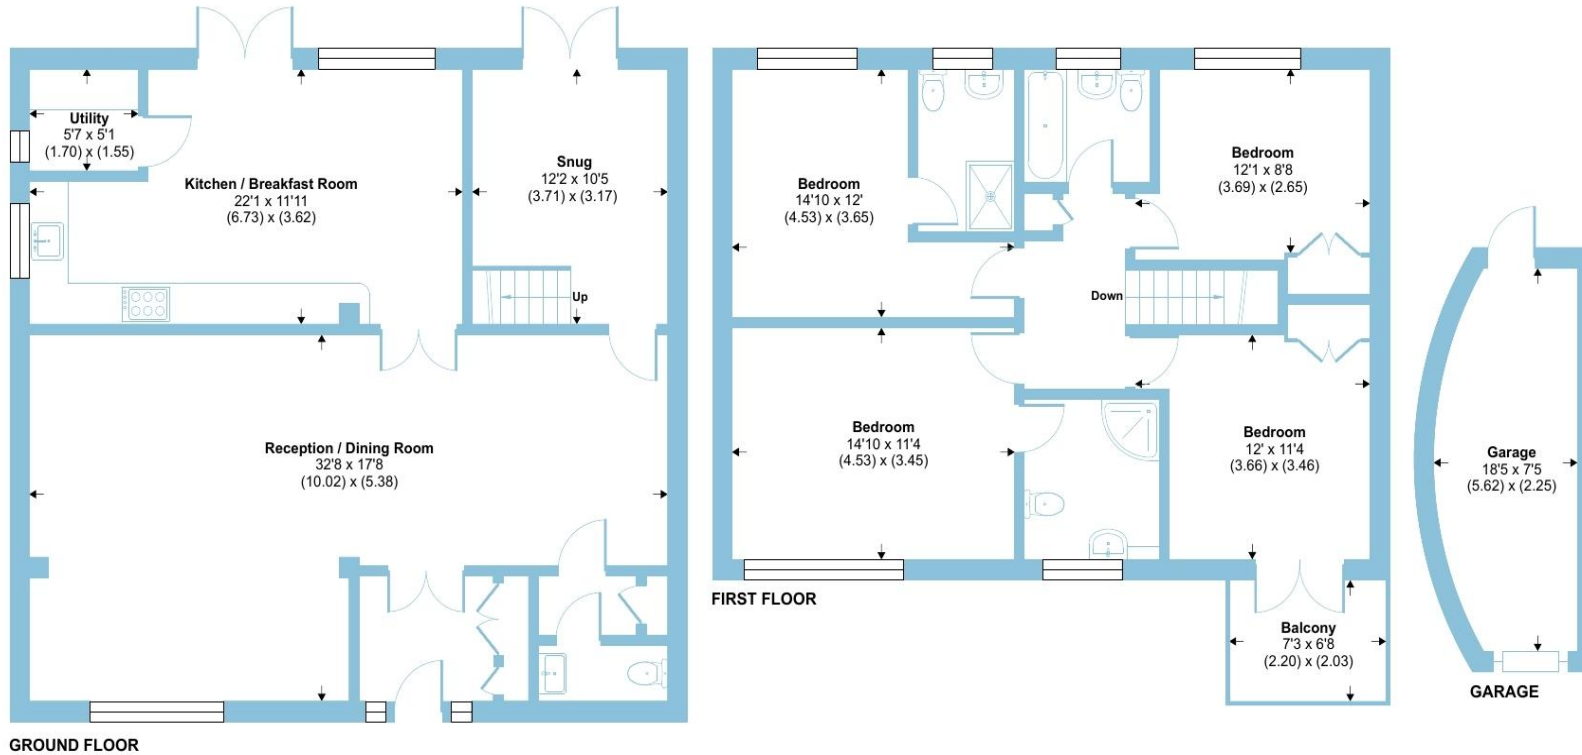 Utility
5'7 x 5'1
(1.70) x (1.55)
Kitchen / Breakfast Room
22'1 x 11'11
(6.73) x (3.62)
Snug
12'2 x 10'5
(3.71) x (3.17)
Up
Reception / Dining Room
32'8 x 17'8
(10.02) x (5.38)
GROUND FLOOR
Bedroom
14'10 x 12'
(4.53) x (3.65)
Bedroom
12'1 x 8'8
(3.69) x (2.65)
Down
Bedroom
14'10 x 11'4
(4.53) x (3.45)
Bedroom
12' x 11'4
(3.66) x (3.46)
FIRST FLOOR
Balcony
7'3 x 6'8
(2.20) x (2.03)
Garage
18'5 x 7'5
(5.62) x (2.25)
GARAGE